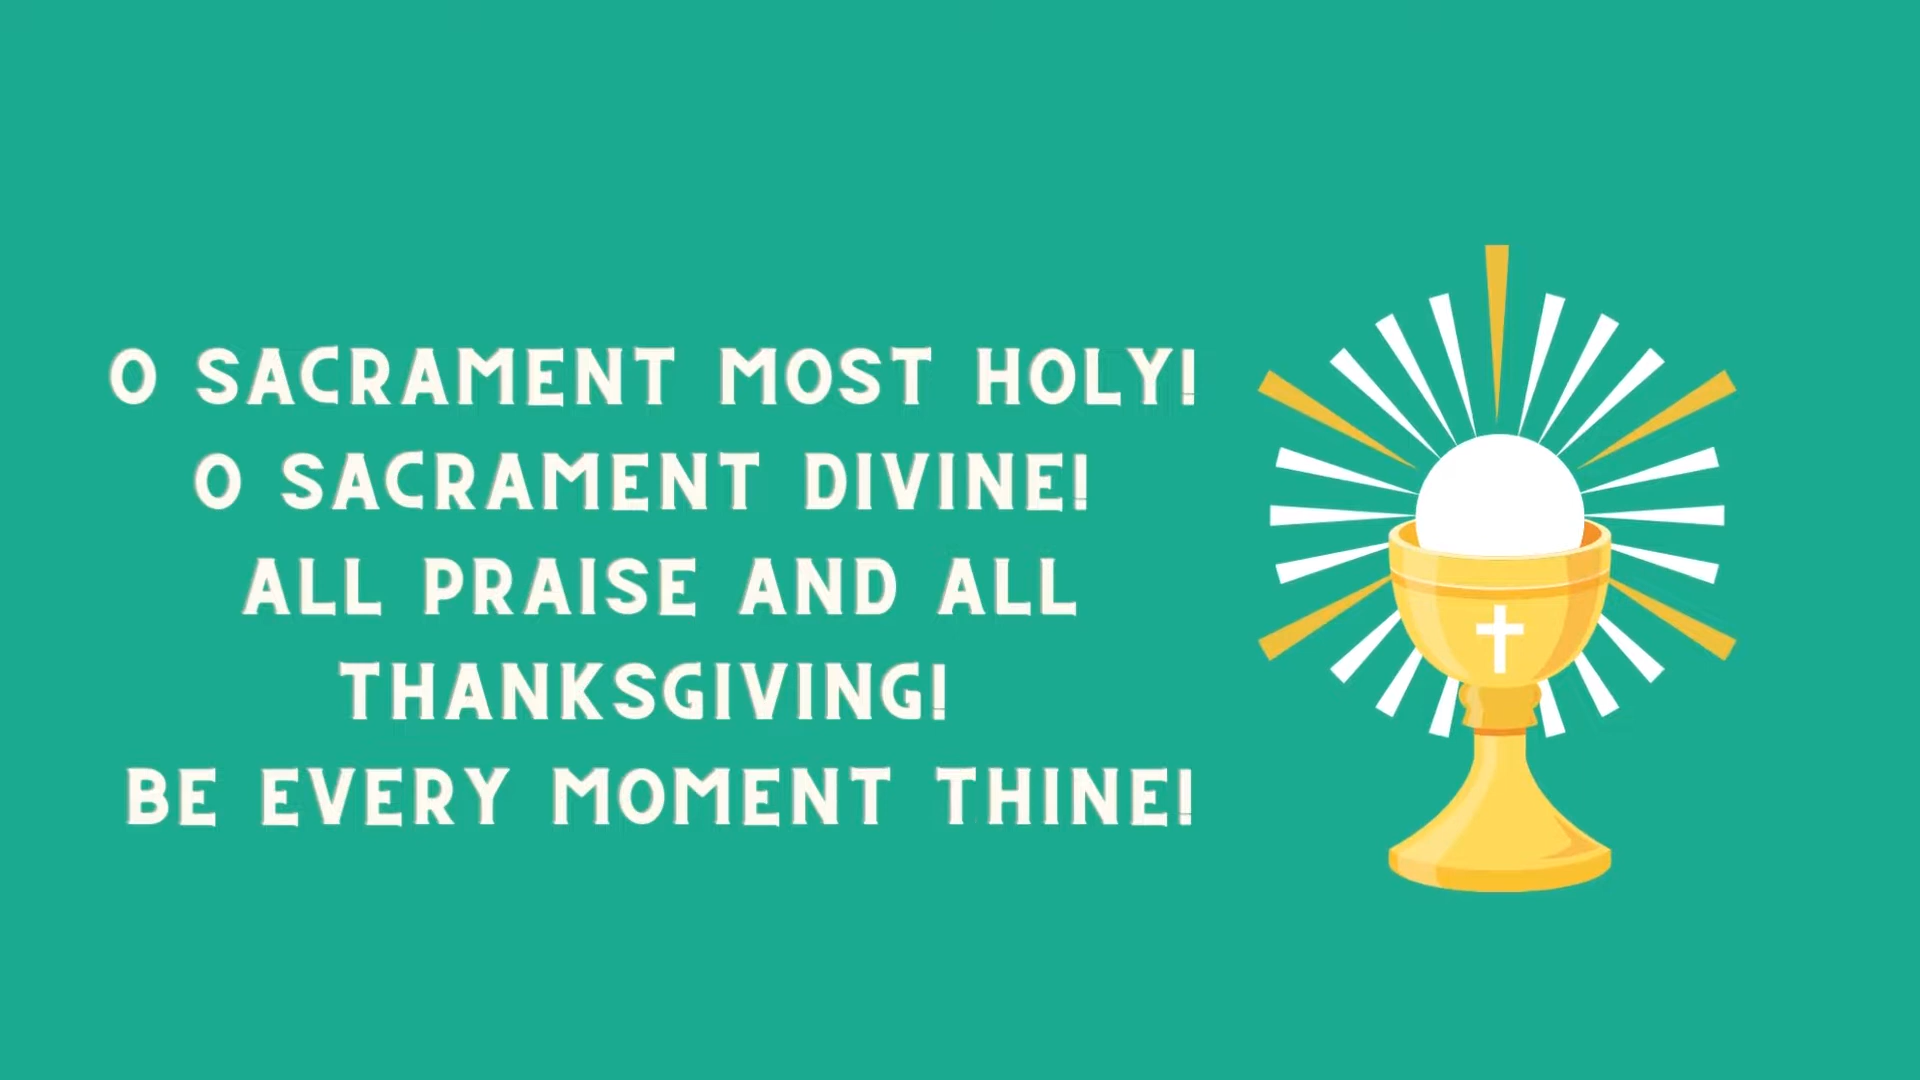 O SACRAMENT MOST HOLY!
O SACRAMENT DIVINE!
ALL PRAISE AND ALL
THANKSGIVING!
BE EVERY MOMENT THINE!